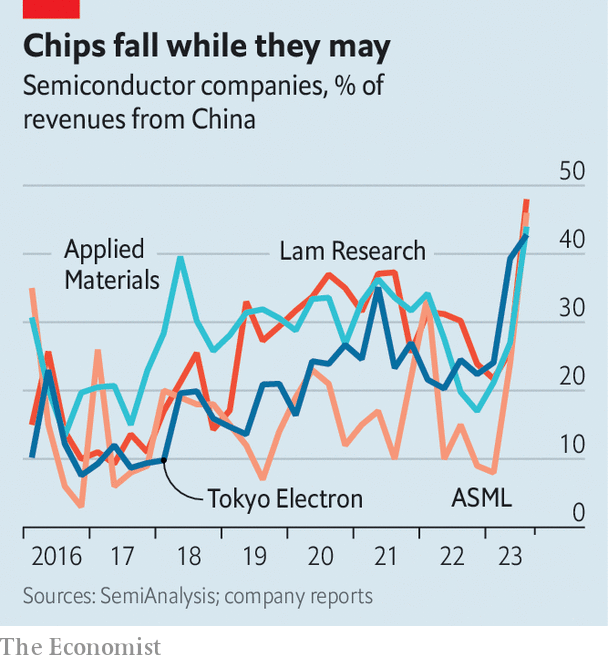 Chips fall while they may
Semiconductor companies, % of
revenues from China
50
Applied
Materials
Lam Research
40
30
20
10
Tokyo Electron
ASML
0
2016 17 18 19 20 21 22 23
Sources: SemiAnalysis; company reports
The Economist